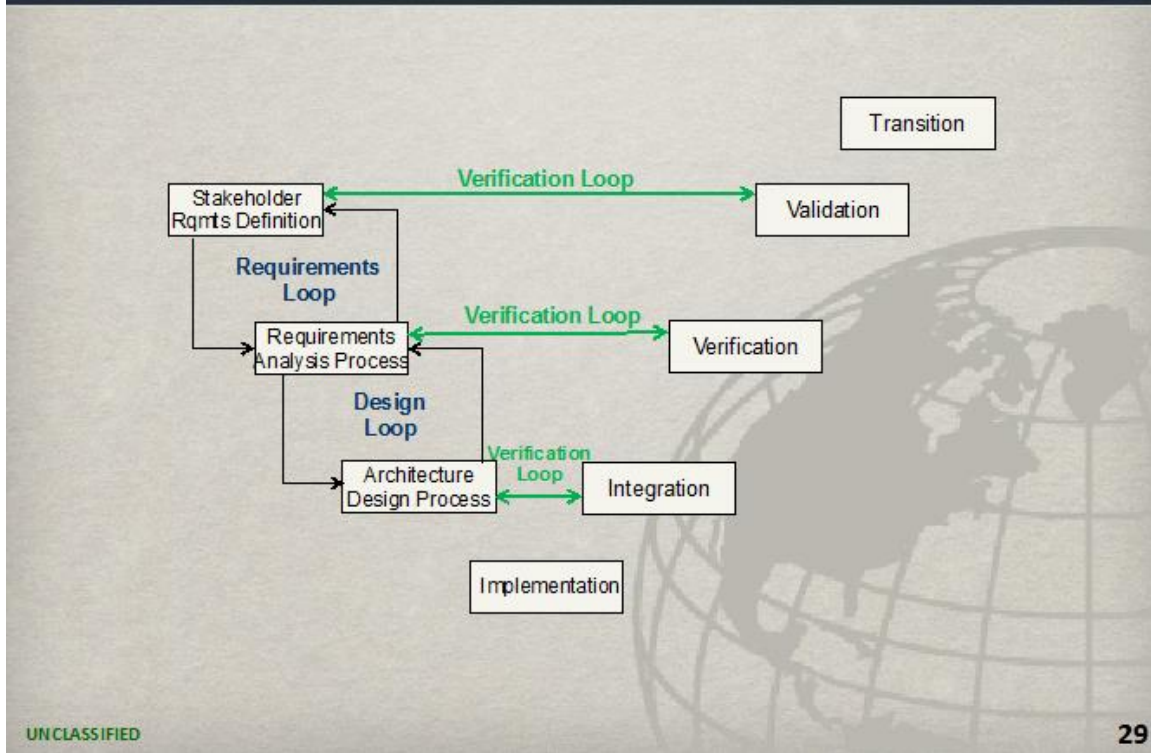 Transition
Verification Loop
Stakeholder
Rqmts Definition
Validation
Requirements
Loop
Verification Loop
Requirements
Analysis Process
Verification
Design
Loop
Verification
Loop
Architecture
Design Process
Integration
Implementation
UNCLASSIFIED
29